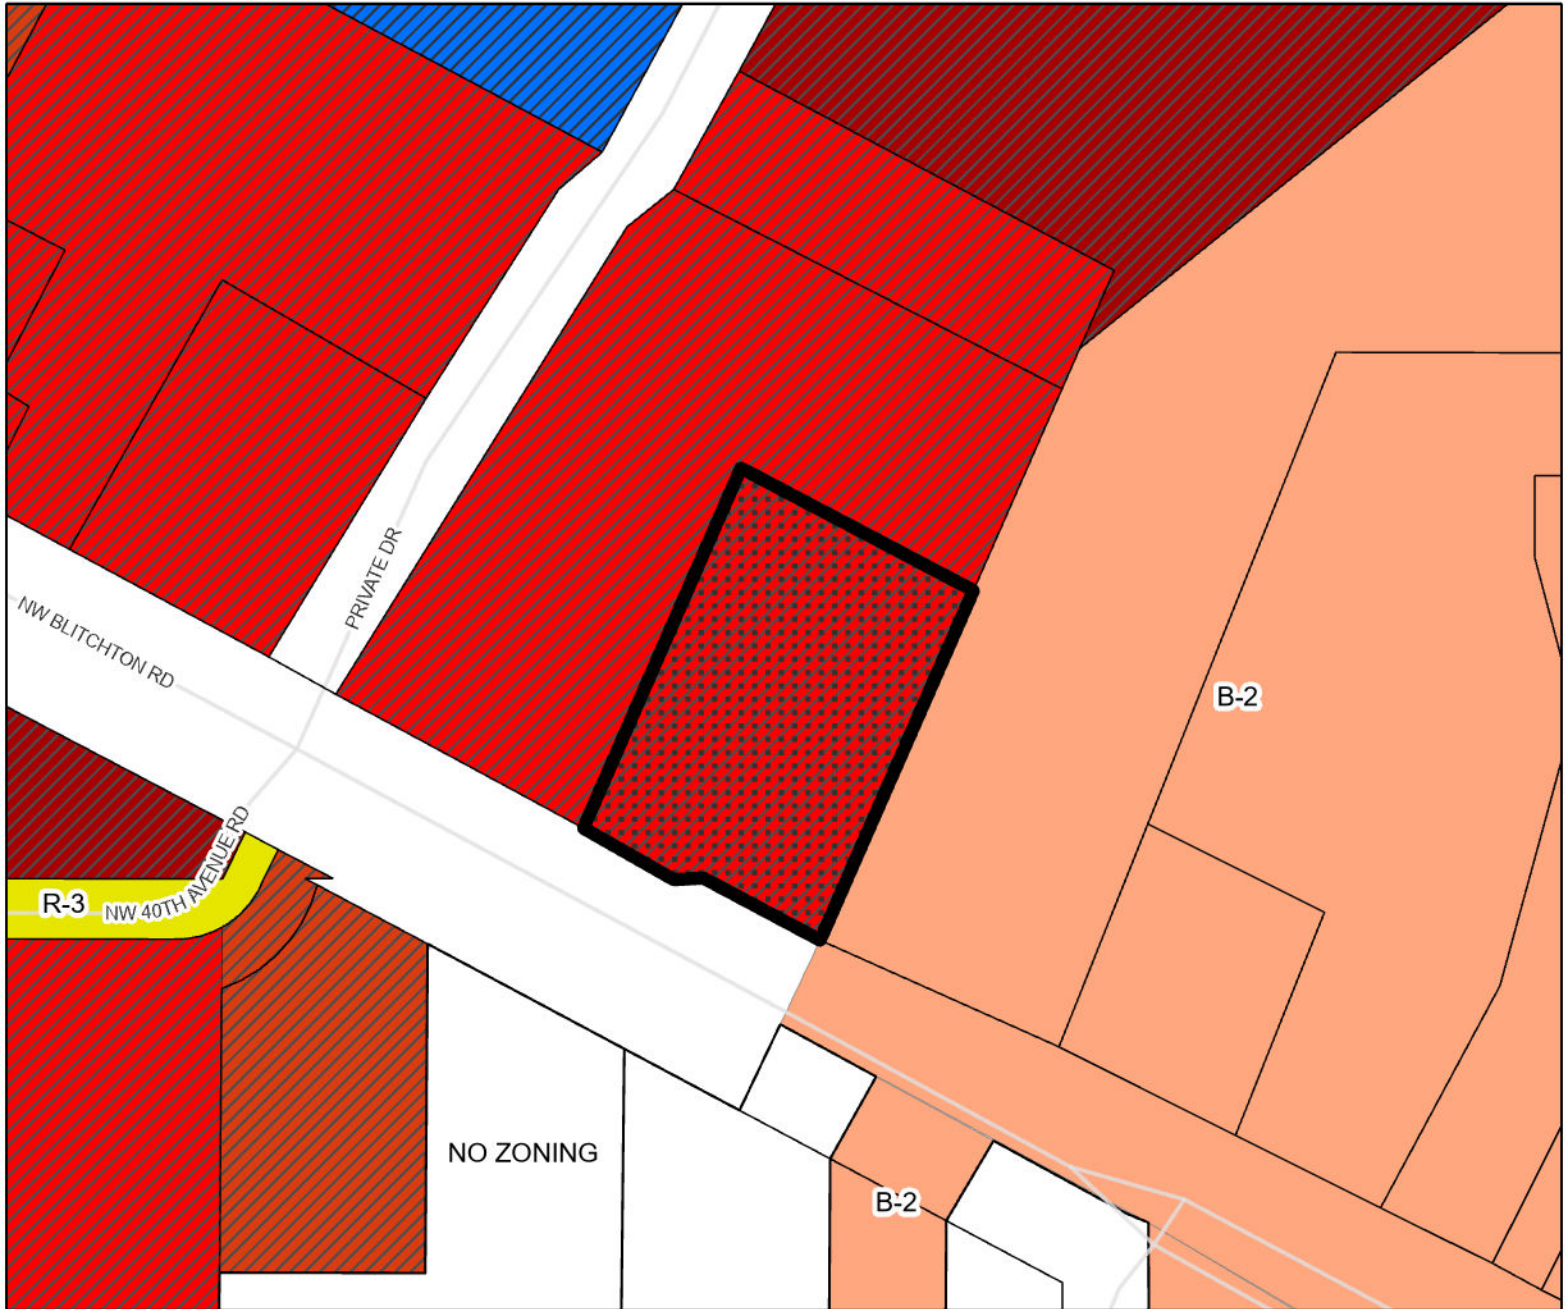 PRIVATE DR
NW BLITCHTON RD
B-2
NW 40TH AVENUE RD
R-3
NO ZONING
B-2